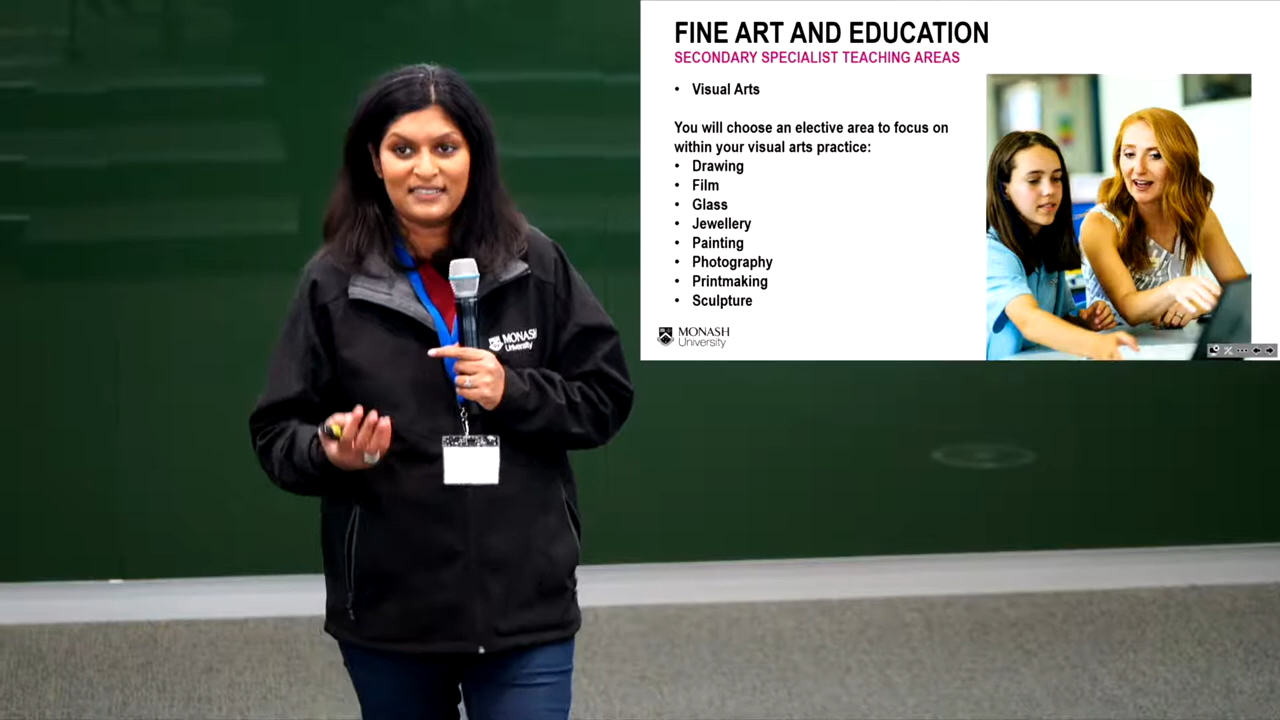 FINE ART AND EDUCATION
SECONDARY SPECIALIST TEACHING AREAS
• Visual Arts
You will choose an elective area to focus on
within your visual arts practice:
• Drawing
• Film
• Glass
• Jewellery
• Painting
• Photography
• Printmaking
• Sculpture
MONASH
University
MONASH
University